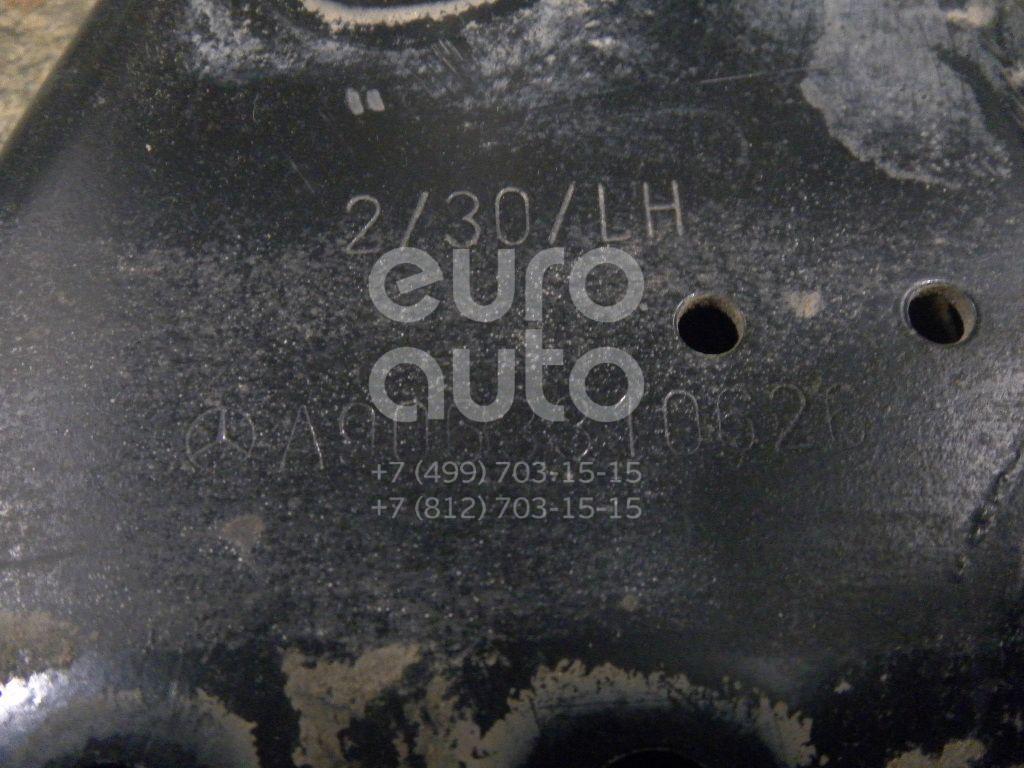 2/30/LH
euro
auto
+7 (499) 703-15-15
+7 (812) 703-15-15